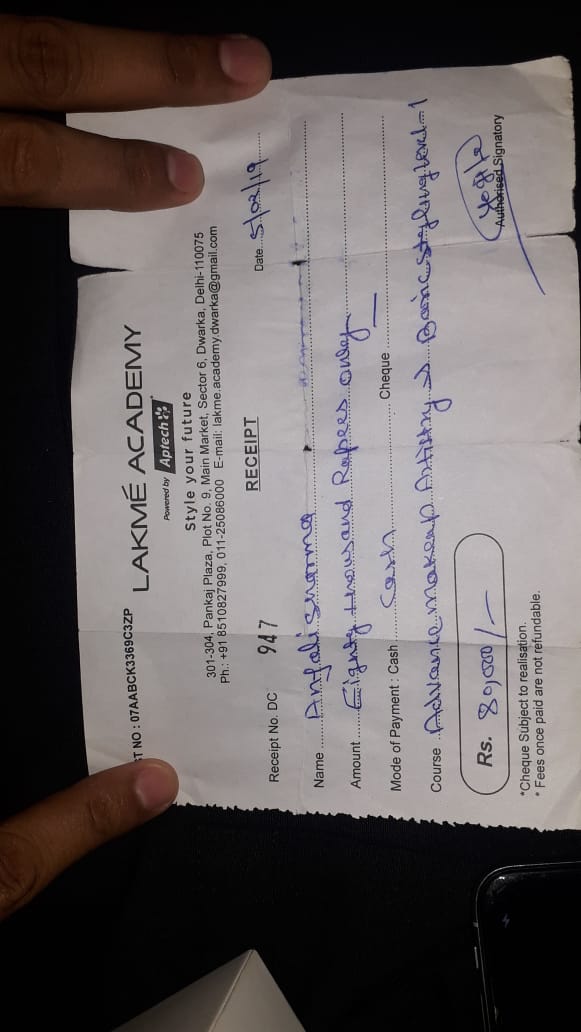 T NO : 07AABCK3369C3ZP
LAKMÉ ACADEMY
Powered by Aptech
Style your future
301-304, Pankaj Plaza, Plot No. 9, Main Market, Sector 6, Dwarka, Delhi-110075
Ph.: +91 8510827999, 011-25086000 E-mail: lakme.academy.dwarka@gmail.com
RECEIPT
Receipt No. DC 947 Date 5/02/19
Name Anjali Sharma
Amount Eighty thousand Rupees only
Mode of Payment : Cash Cash Cheque —
Course Advance Makeup Artistry → Basic Styling Level-1
Rs. 80,000/-
Authorised Signatory
*Cheque Subject to realisation.
* Fees once paid are not refundable.